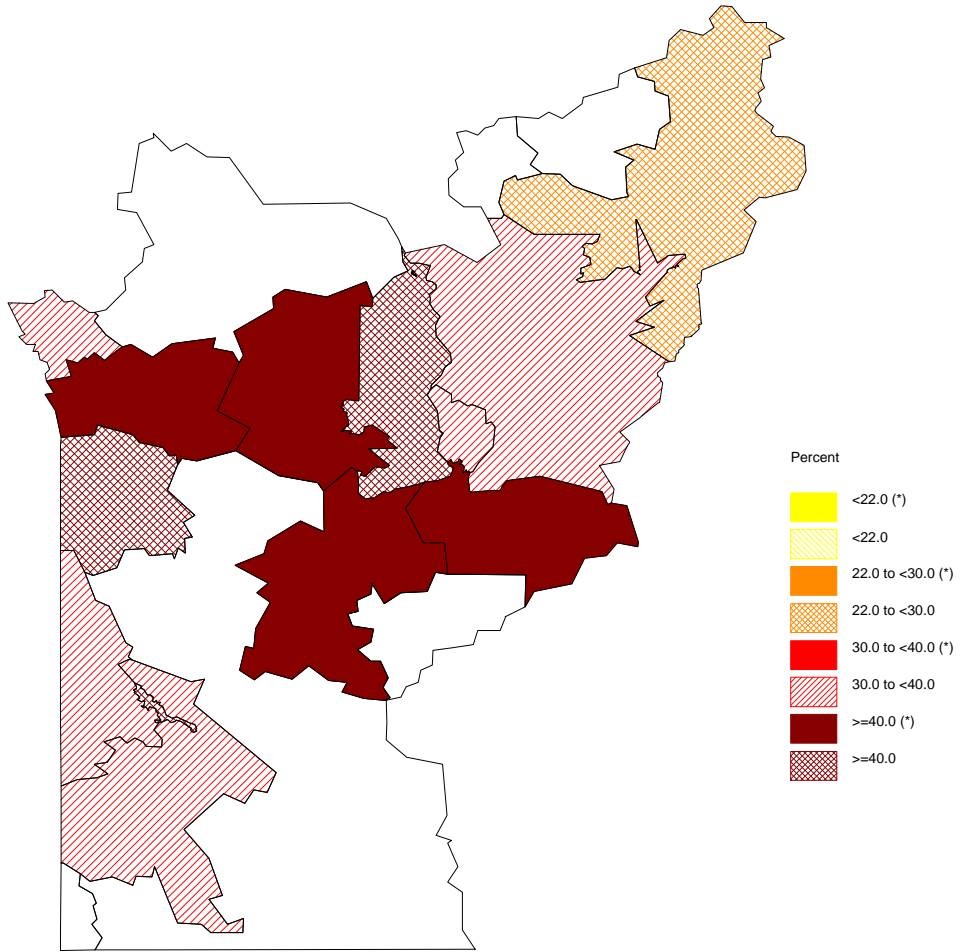 Percent
<22.0 (*)
<22.0
22.0 to <30.0 (*)
22.0 to <30.0
30.0 to <40.0 (*)
30.0 to <40.0
>=40.0 (*)
>=40.0